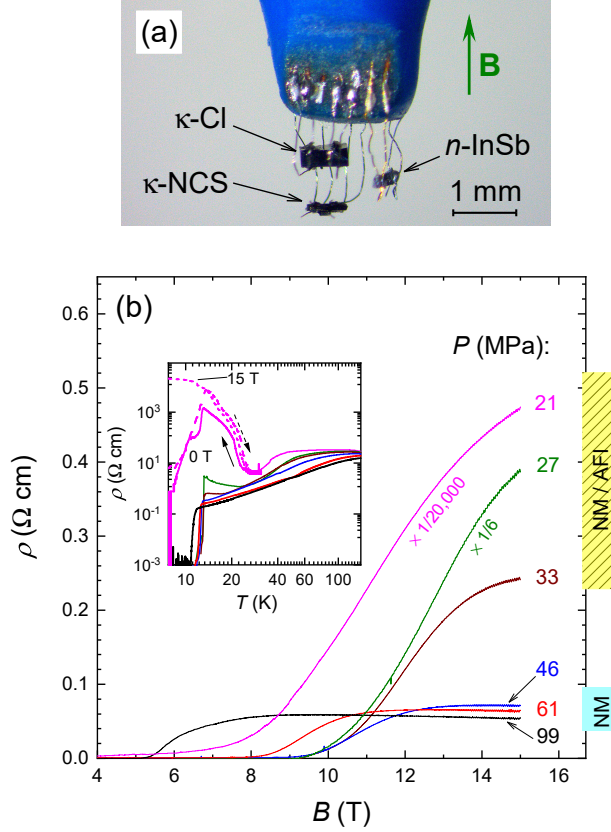 (a)
B
κ-Cl
n-InSb
κ-NCS
1 mm
(b)
P (MPa):
0.6
0.5
0.4
0.3
0.2
0.1
0.0
ρ (Ω cm)
4
6
8
10
12
14
16
B (T)
21
27
33
46
61
99
× 1/20,000
× 1/6
NM / AFI
NM
15 T
0 T
10³
10¹
10⁻¹
10⁻³
ρ (Ω cm)
10
20
40
60
100
T (K)